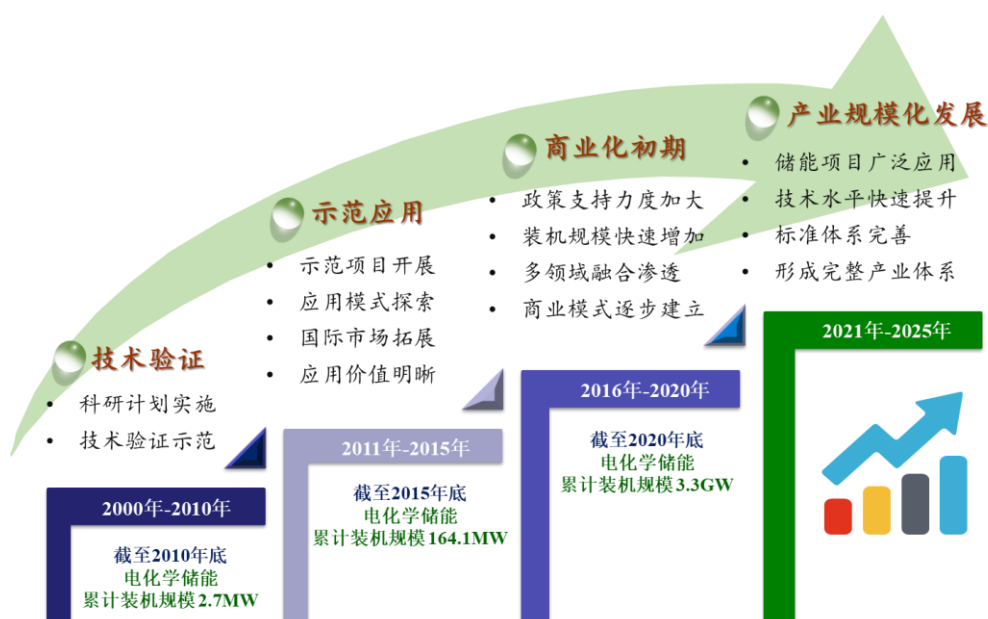 技术验证
• 科研计划实施
• 技术验证示范
2000年-2010年
截至2010年底
电化学储能
累计装机规模2.7MW
示范应用
• 示范项目开展
• 应用模式探索
• 国际市场拓展
• 应用价值明晰
2011年-2015年
截至2015年底
电化学储能
累计装机规模164.1MW
商业化初期
• 政策支持力度加大
• 装机规模快速增加
• 多领域融合渗透
• 商业模式逐步建立
2016年-2020年
截至2020年底
电化学储能
累计装机规模3.3GW
产业规模化发展
• 储能项目广泛应用
• 技术水平快速提升
• 标准体系完善
• 形成完整产业体系
2021年-2025年